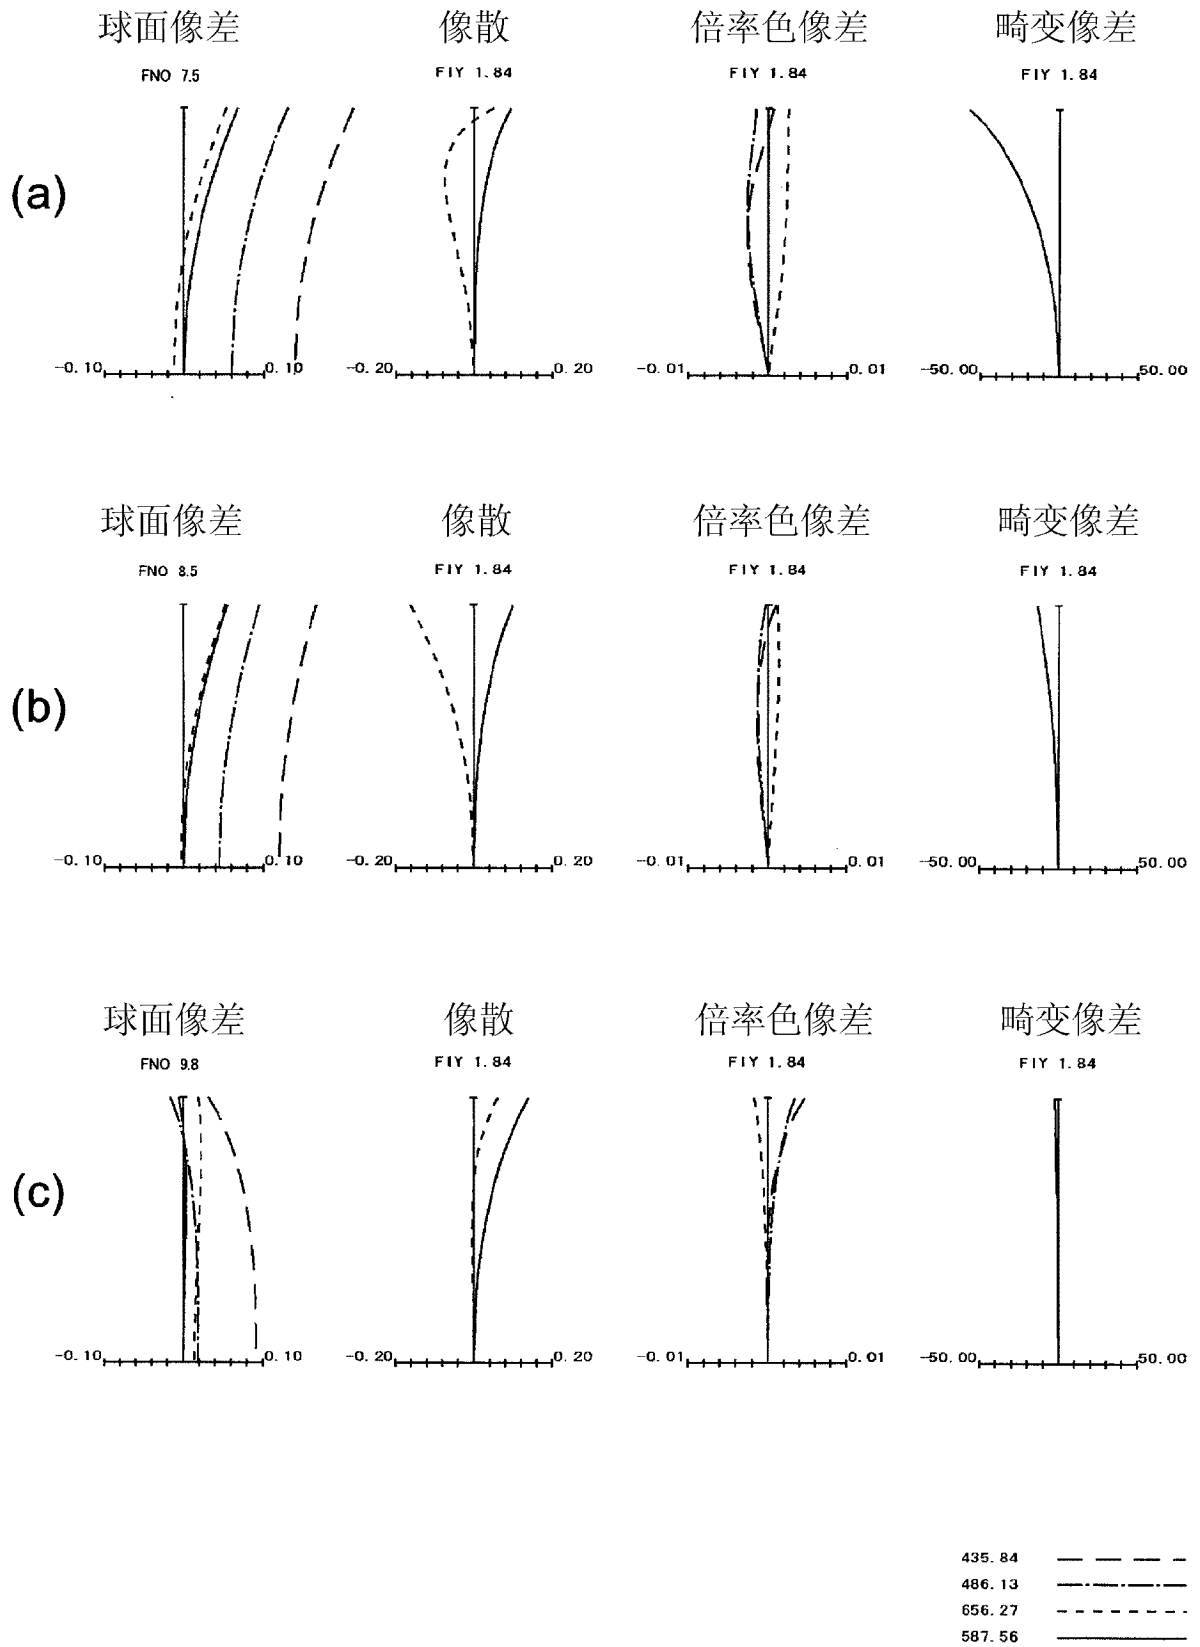 球面像差 像散 倍率色像差 畸变像差
FNO 7.5 FIY 1.84 FIY 1.84 FIY 1.84
(a)
-0.10 0.10 -0.20 0.20 -0.01 0.01 -50.00 50.00
球面像差 像散 倍率色像差 畸变像差
FNO 8.5 FIY 1.84 FIY 1.84 FIY 1.84
(b)
-0.10 0.10 -0.20 0.20 -0.01 0.01 -50.00 50.00
球面像差 像散 倍率色像差 畸变像差
FNO 9.8 FIY 1.84 FIY 1.84 FIY 1.84
(c)
-0.10 0.10 -0.20 0.20 -0.01 0.01 -50.00 50.00
435.84
486.13
656.27
587.56